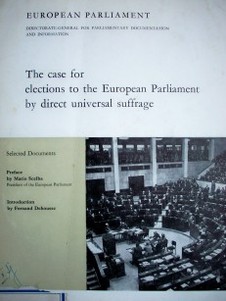 EUROPEAN PARLIAMENT
DIRECTORATE-GENERAL FOR PARLIAMENTARY DOCUMENTATION
AND INFORMATION
The case for
elections to the European Parliament
by direct universal suffrage
Selected Documents
Preface
by Mario Scelba
President of the European Parliament
Introduction
by Fernand Dehousse